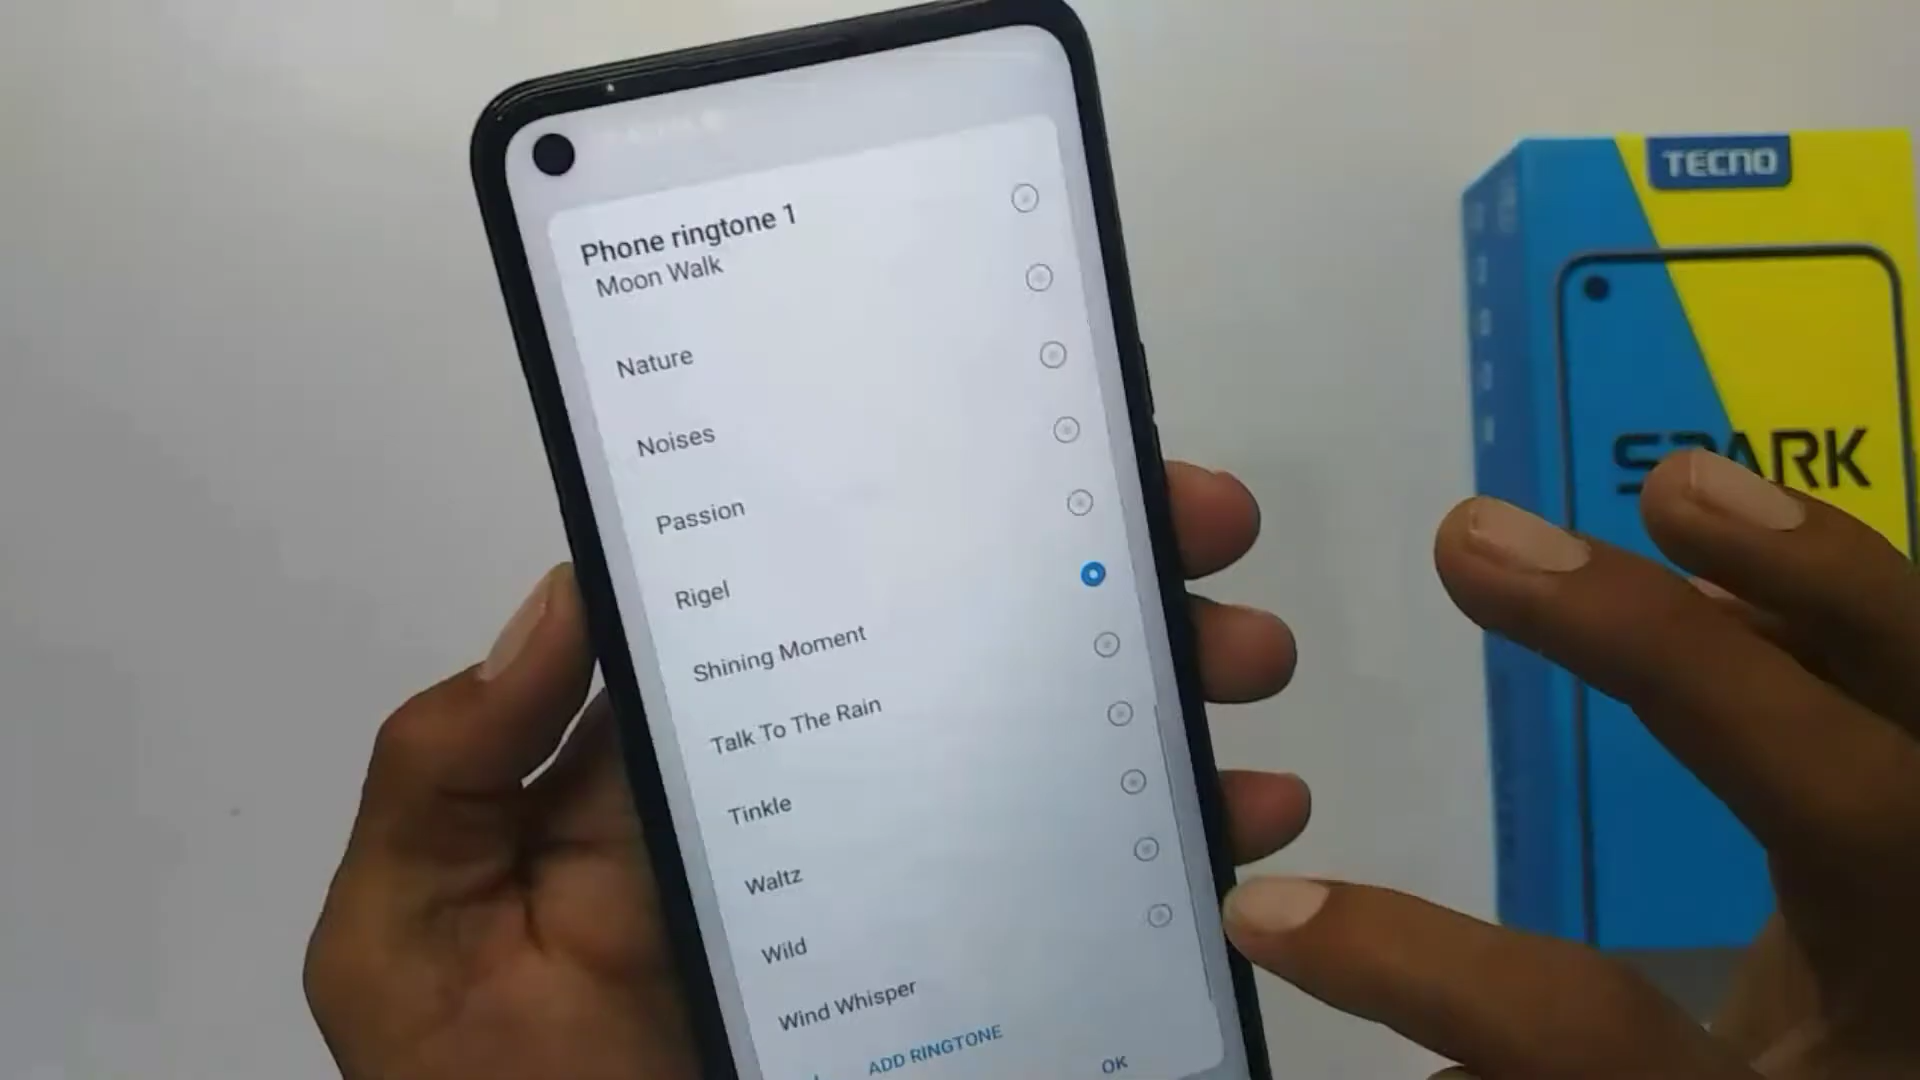 Phone ringtone 1
Moon Walk
Nature
Noises
Passion
Rigel
Shining Moment
Talk To The Rain
Tinkle
Waltz
Wild
Wind Whisper
ADD RINGTONE
OK
TECNO
SPARK